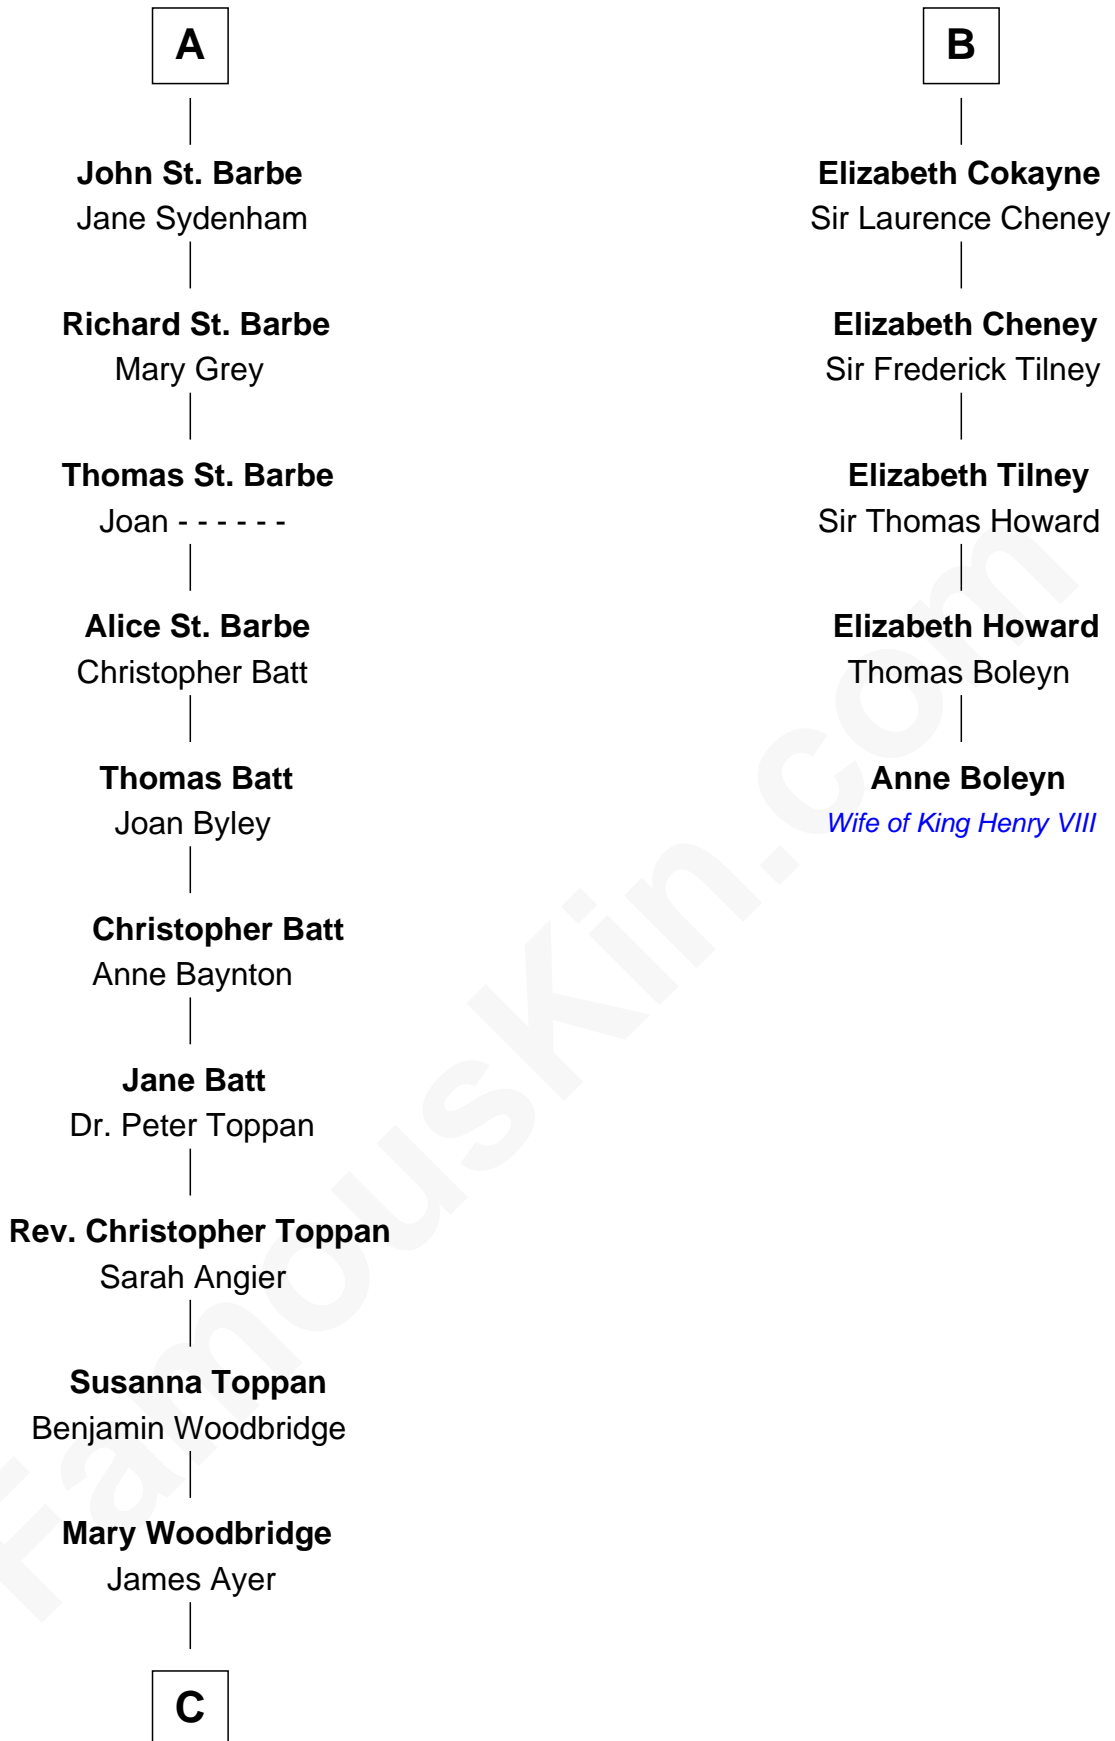 A
John St. Barbe
Jane Sydenham
Richard St. Barbe
Mary Grey
Thomas St. Barbe
Joan - - - - - -
Alice St. Barbe
Christopher Batt
Thomas Batt
Joan Byley
Christopher Batt
Anne Baynton
Jane Batt
Dr. Peter Toppan
Rev. Christopher Toppan
Sarah Angier
Susanna Toppan
Benjamin Woodbridge
Mary Woodbridge
James Ayer
C
B
Elizabeth Cokayne
Sir Laurence Cheney
Elizabeth Cheney
Sir Frederick Tilney
Elizabeth Tilney
Sir Thomas Howard
Elizabeth Howard
Thomas Boleyn
Anne Boleyn
Wife of King Henry VIII
FamousKin.com